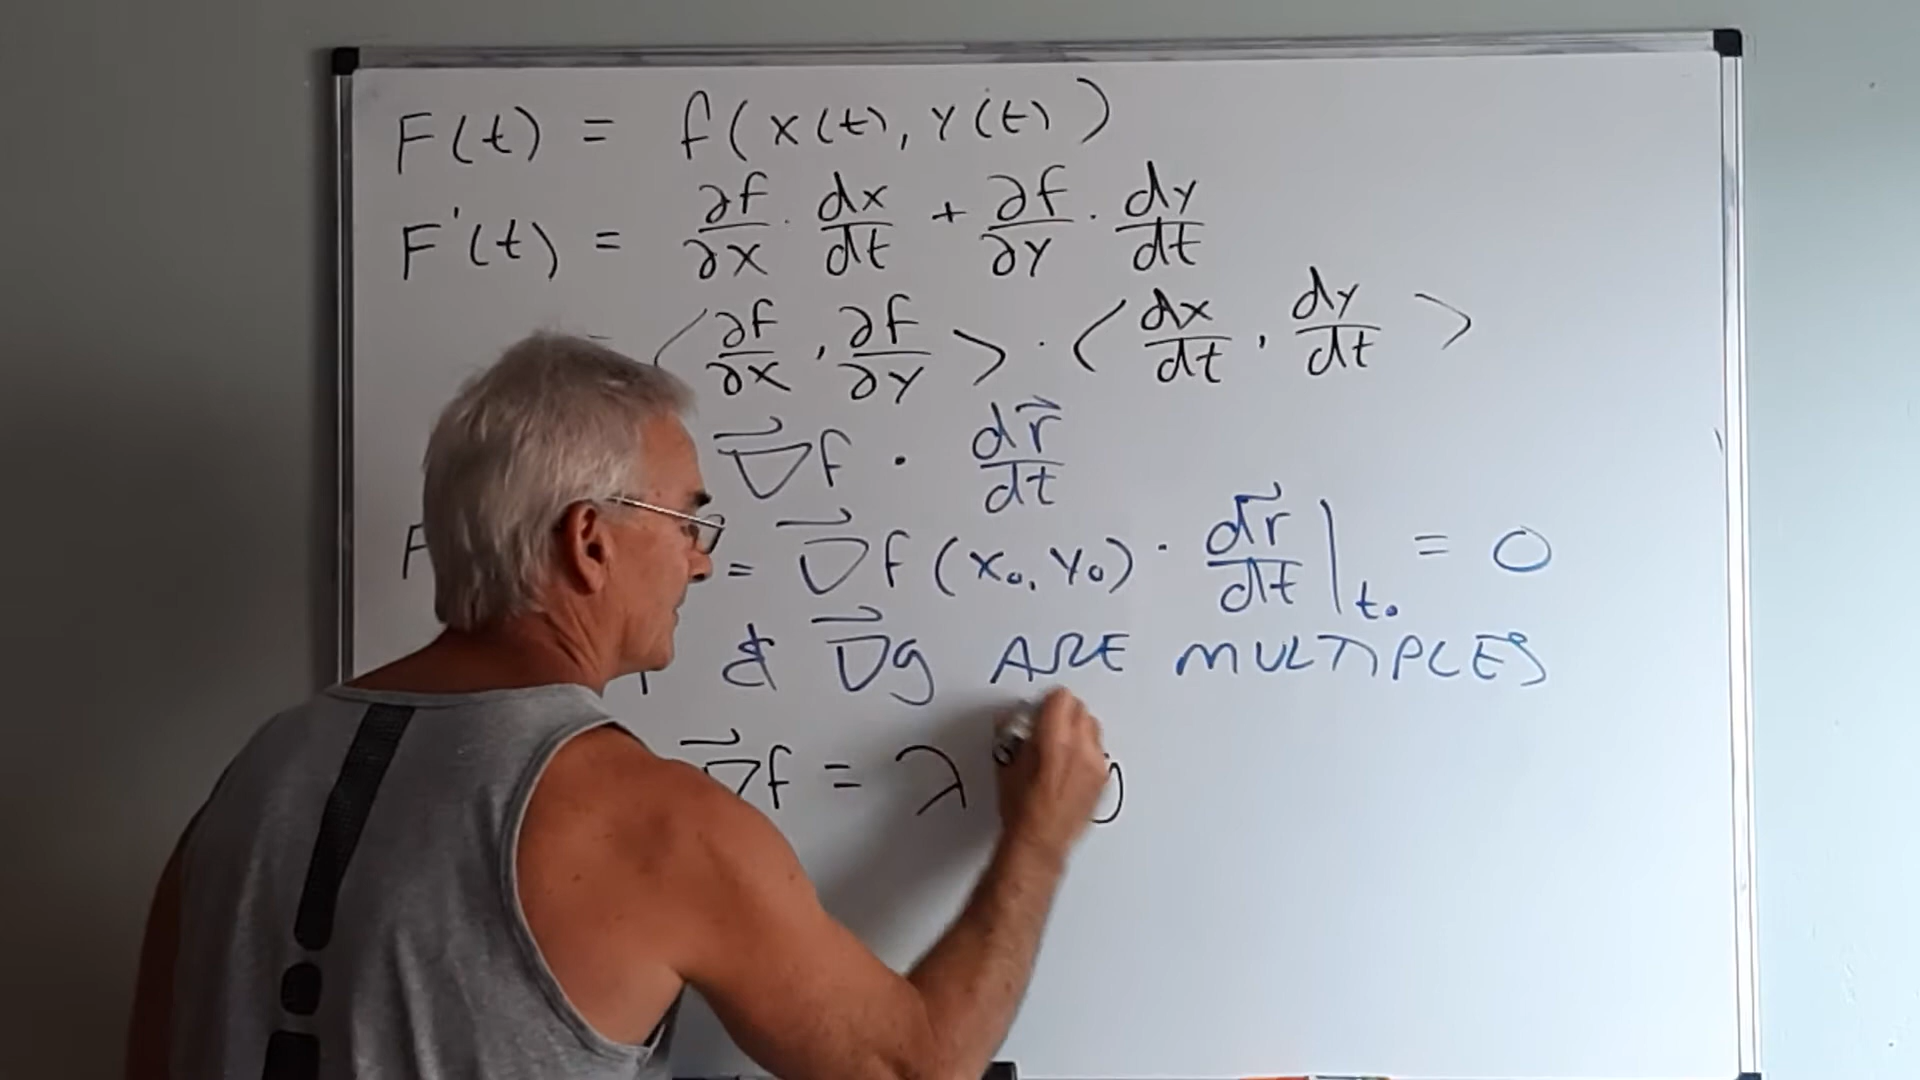 F(t) = f(x(t), y(t))
F'(t) = ∂f/∂x · dx/dt + ∂f/∂y · dy/dt
⟨∂f/∂x, ∂f/∂y⟩ · ⟨dx/dt, dy/dt⟩
∇⃗f · dr⃗/dt
F = ∇⃗f(x₀, y₀) · dr⃗/dt|t₀ = 0
& ∇⃗g ARE MULTIPLES
∇⃗f = λ g